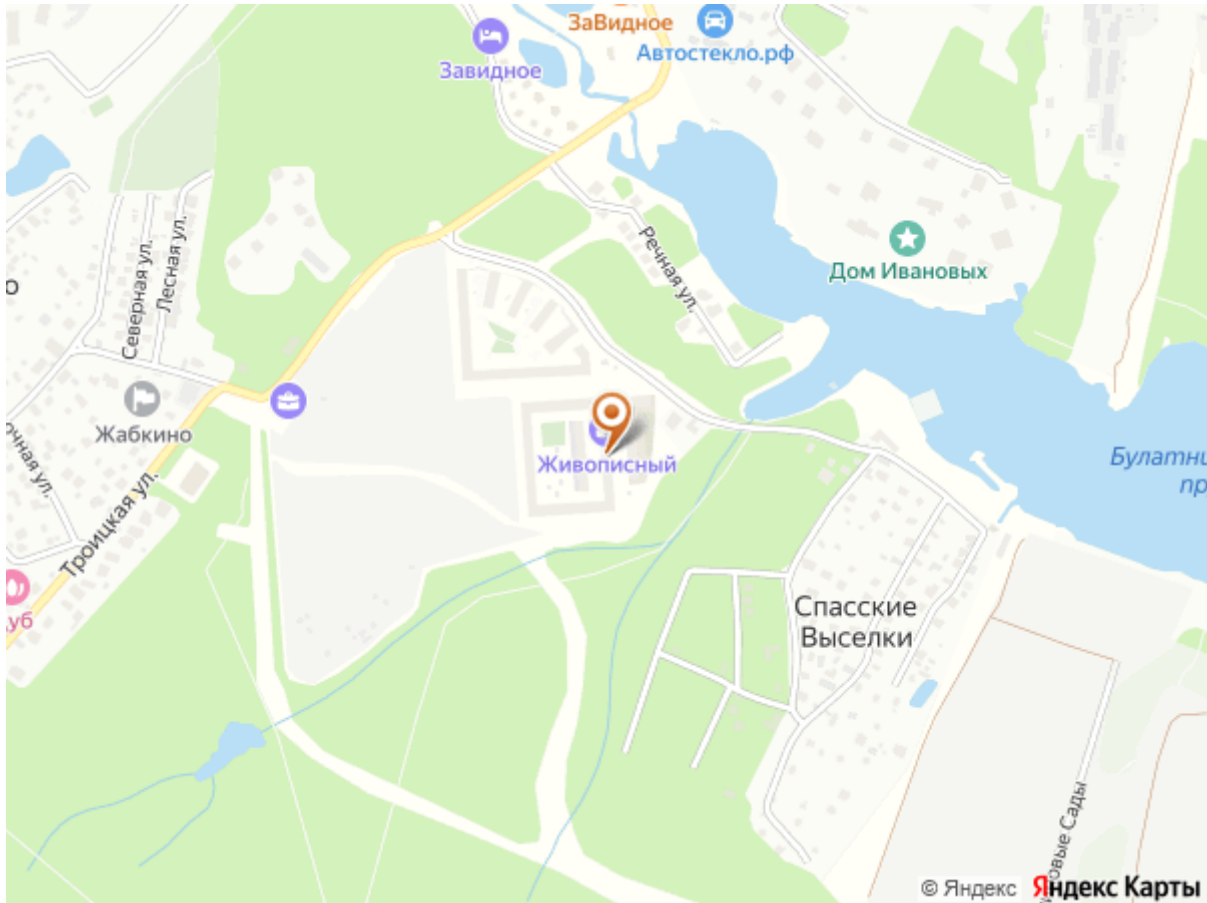 ЗаВидное
Завидное
Автостекло.рф
Речная ул.
Дом Ивановых
Северная ул.
Лесная ул.
Жабкино
Живописный
Троицкая ул.
Спасские
Выселки
© Яндекс Яндекс Карты